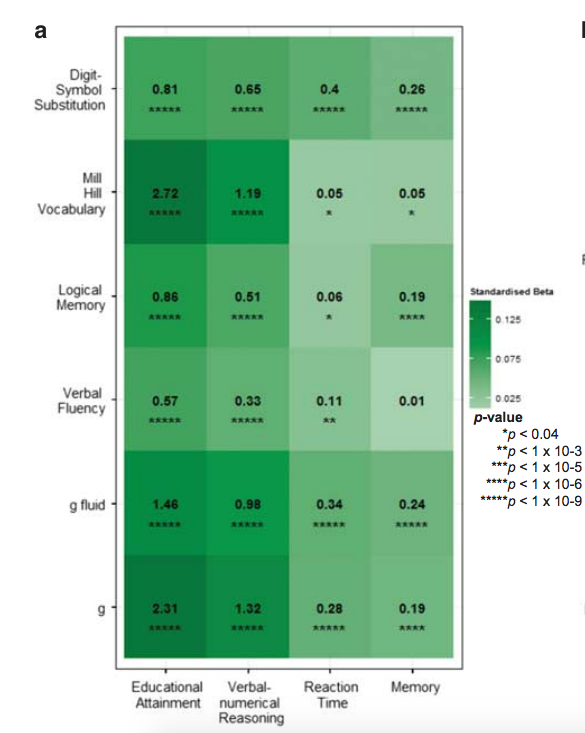 a
Digit-
Symbol
Substitution
0.81 0.65 0.4 0.26
***** ***** ***** *****
Mill
Hill
Vocabulary
2.72 1.19 0.05 0.05
***** ***** * *
Logical
Memory
0.86 0.51 0.06 0.19
***** ***** * ****
Verbal
Fluency
0.57 0.33 0.11 0.01
***** ***** **
g fluid
1.46 0.98 0.34 0.24
***** ***** ***** *****
g
2.31 1.32 0.28 0.19
***** ***** ***** ****
Educational
Attainment
Verbal-
numerical
Reasoning
Reaction
Time
Memory
Standardised Beta
0.125
0.075
0.025
p-value
*p < 0.04
**p < 1 x 10-3
***p < 1 x 10-5
****p < 1 x 10-6
*****p < 1 x 10-9